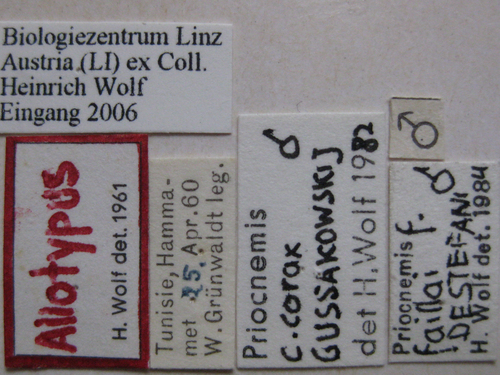 Biologiezentrum Linz
Austria (LI) ex Coll.
Heinrich Wolf
Eingang 2006
Allotypus
H. Wolf det. 1961
Tunisie, Hamma-
met 25. Apr. 60
W. Grünwaldt leg.
♂
Priocnemis
c. corax
GUSSAKOWSKIJ
det H. Wolf 1982
♂
♂
Priocnemis f.
faillai
DESTEFANI
H. Wolf det. 1984